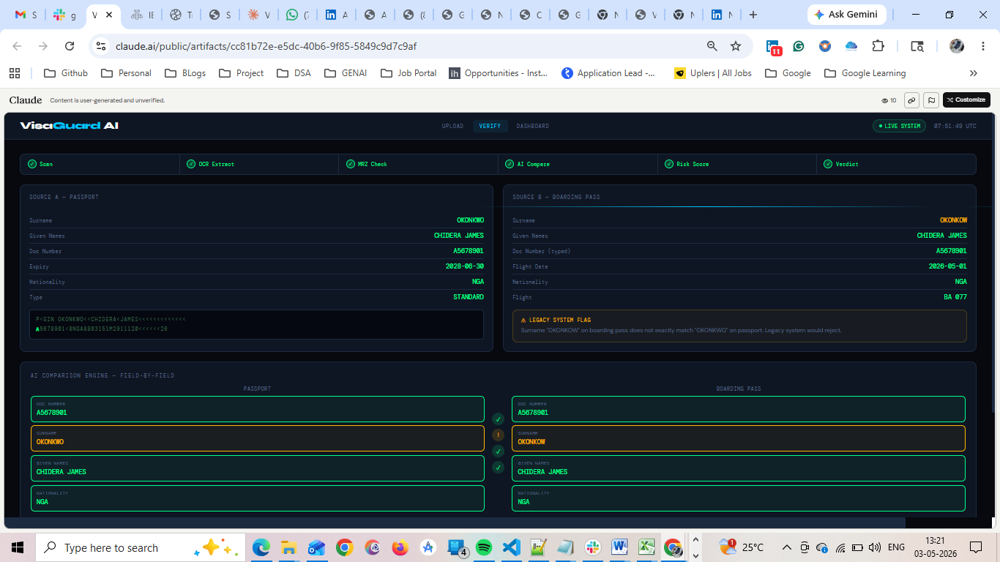 S
g
V
IE
Ti
S
V
(7
A
A
(8
G
N
C
G
N
V
N
N
Ask Gemini
claude.ai/public/artifacts/cc81b72e-e5dc-40b6-9f85-5849c9d7c9af
11
Github
Personal
BLogs
Project
DSA
GENAI
Job Portal
ih
Opportunities - Inst...
Application Lead -...
Uplers | All Jobs
Google
Google Learning
Claude
Content is user-generated and unverified.
10
Customize
VisaGuard AI
UPLOAD
VERIFY
DASHBOARD
LIVE SYSTEM
07:51:49 UTC
Scan
OCR Extract
MRZ Check
AI Compare
Risk Score
Verdict
SOURCE A — PASSPORT
Surname OKONKWO
Given Names CHIDERA JAMES
Doc Number A5678901
Expiry 2028-06-30
Nationality NGA
Type STANDARD
P<GIN OKONKWO<<CHIDERA<JAMES<<<<<<<<<<<<<
A5678901<8NGA8803151M2911120<<<<<<26
SOURCE B — BOARDING PASS
Surname OKONKOW
Given Names CHIDERA JAMES
Doc Number (typed) A5678901
Flight Date 2026-05-01
Nationality NGA
Flight BA 077
⚠ LEGACY SYSTEM FLAG
Surname "OKONKOW" on boarding pass does not exactly match "OKONKWO" on passport. Legacy system would reject.
AI COMPARISON ENGINE — FIELD-BY-FIELD
PASSPORT
BOARDING PASS
DOC NUMBER
A5678901
DOC NUMBER
A5678901
SURNAME
OKONKWO
!
SURNAME
OKONKOW
GIVEN NAMES
CHIDERA JAMES
GIVEN NAMES
CHIDERA JAMES
NATIONALITY
NGA
NATIONALITY
NGA
Type here to search
4
1
25°C
ENG
13:21
03-05-2026